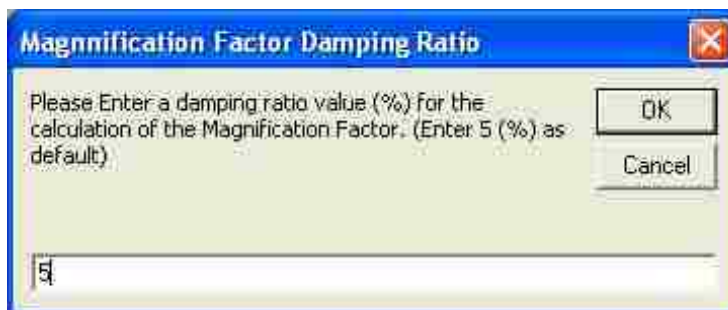 Magnnification Factor Damping Ratio
Please Enter a damping ratio value (%) for the
calculation of the Magnification Factor. (Enter 5 (%) as
default)
OK
Cancel
5